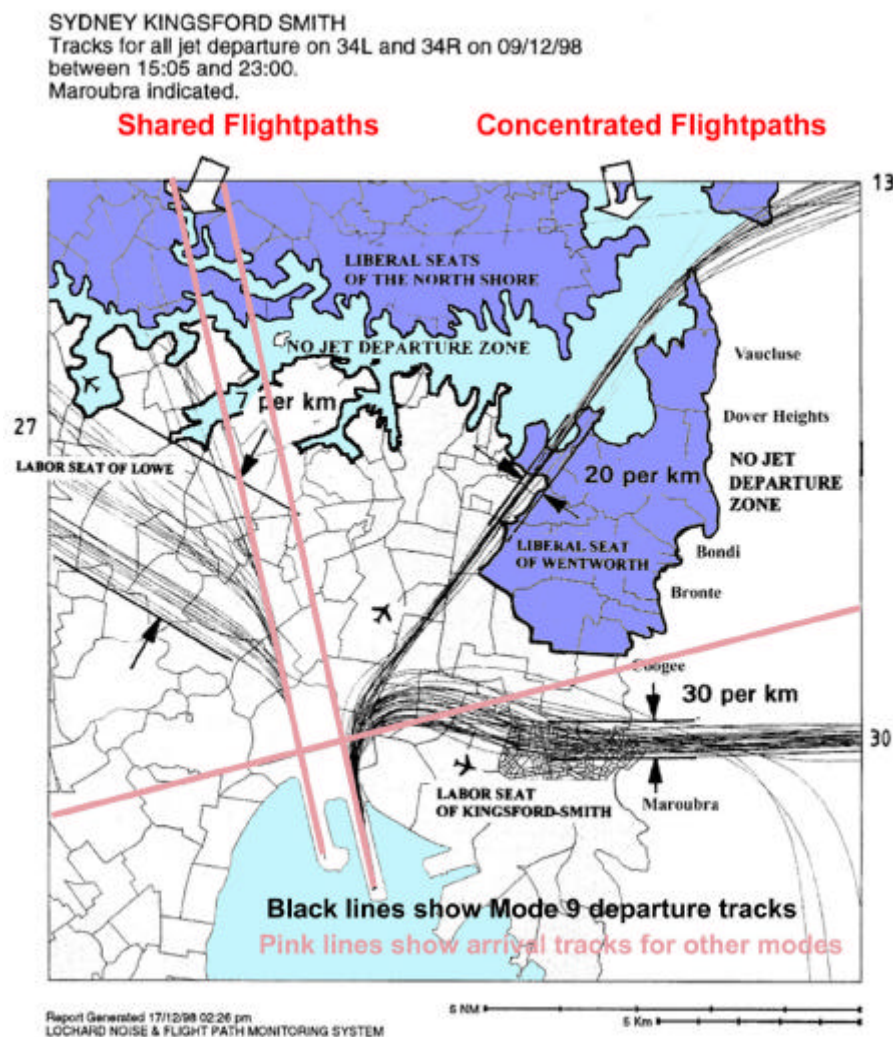 SYDNEY KINGSFORD SMITH
Tracks for all jet departure on 34L and 34R on 09/12/98
between 15:05 and 23:00.
Maroubra indicated.
Shared Flightpaths
Concentrated Flightpaths
13
LIBERAL SEATS
OF THE NORTH SHORE
NO JET DEPARTURE ZONE
Vaucluse
7 per km
Dover Heights
27
LABOR SEAT OF LOWE
20 per km
NO JET
DEPARTURE
ZONE
LIBERAL SEAT
OF WENTWORTH
Bondi
Bronte
Coogee
30 per km
30
LABOR SEAT
OF KINGSFORD-SMITH
Maroubra
Black lines show Mode 9 departure tracks
Pink lines show arrival tracks for other modes
Report Generated 17/12/98 02:26 pm
LOCHARD NOISE & FLIGHT PATH MONITORING SYSTEM
5 NM
5 Km